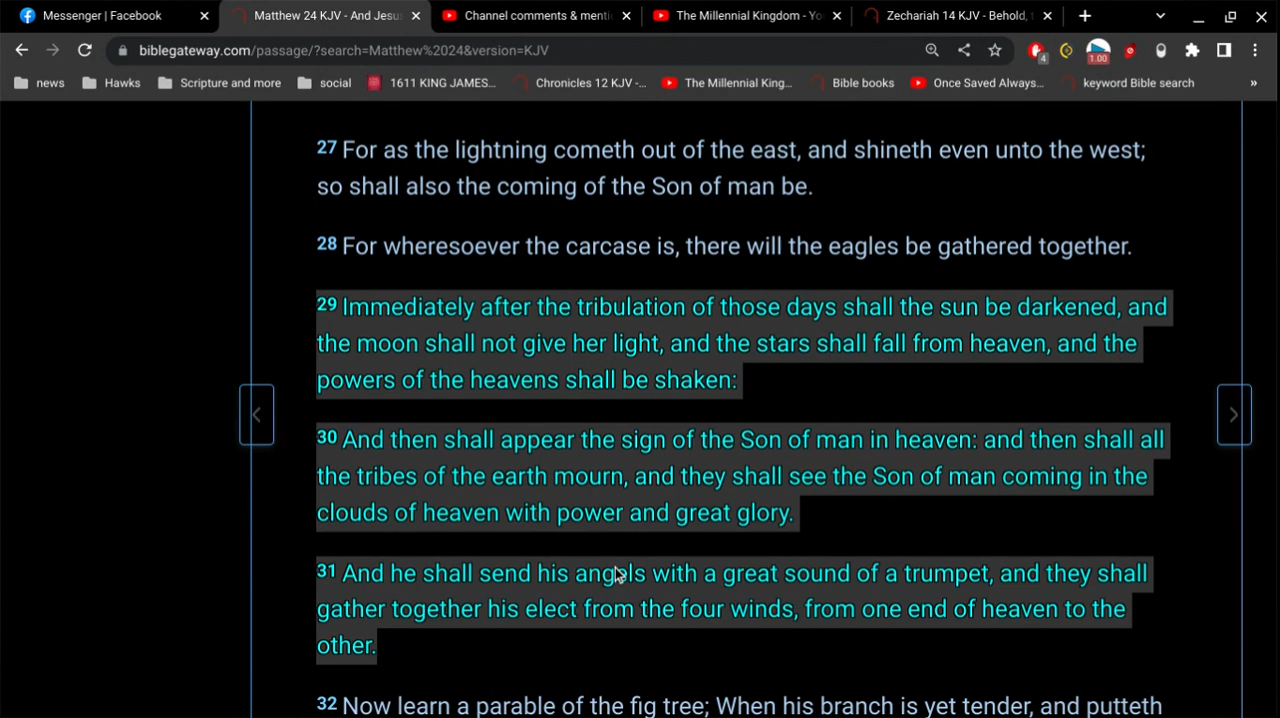 Messenger | Facebook
Matthew 24 KJV - And Jesus
Channel comments & menti
The Millennial Kingdom - Yo
Zechariah 14 KJV - Behold,
biblegateway.com/passage/?search=Matthew%2024&version=KJV
4
1.00
news
Hawks
Scripture and more
social
1611 KING JAMES...
Chronicles 12 KJV -...
The Millennial King...
Bible books
Once Saved Always...
keyword Bible search
»
27 For as the lightning cometh out of the east, and shineth even unto the west;
so shall also the coming of the Son of man be.
28 For wheresoever the carcase is, there will the eagles be gathered together.
29 Immediately after the tribulation of those days shall the sun be darkened, and
the moon shall not give her light, and the stars shall fall from heaven, and the
powers of the heavens shall be shaken:
30 And then shall appear the sign of the Son of man in heaven: and then shall all
the tribes of the earth mourn, and they shall see the Son of man coming in the
clouds of heaven with power and great glory.
31 And he shall send his angels with a great sound of a trumpet, and they shall
gather together his elect from the four winds, from one end of heaven to the
other.
32 Now learn a parable of the fig tree; When his branch is yet tender, and putteth